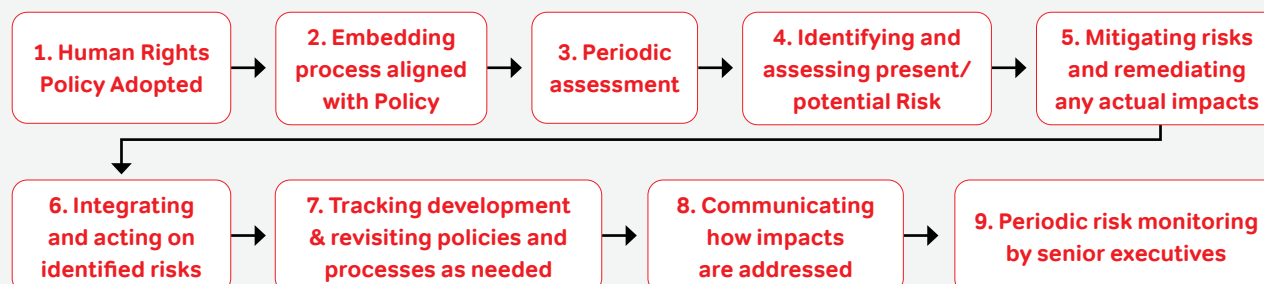 1. Human Rights
Policy Adopted
2. Embedding
process aligned
with Policy
3. Periodic
assessment
4. Identifying and
assessing present/
potential Risk
5. Mitigating risks
and remediating
any actual impacts
6. Integrating
and acting on
identified risks
7. Tracking development
& revisiting policies and
processes as needed
8. Communicating
how impacts
are addressed
9. Periodic risk monitoring
by senior executives